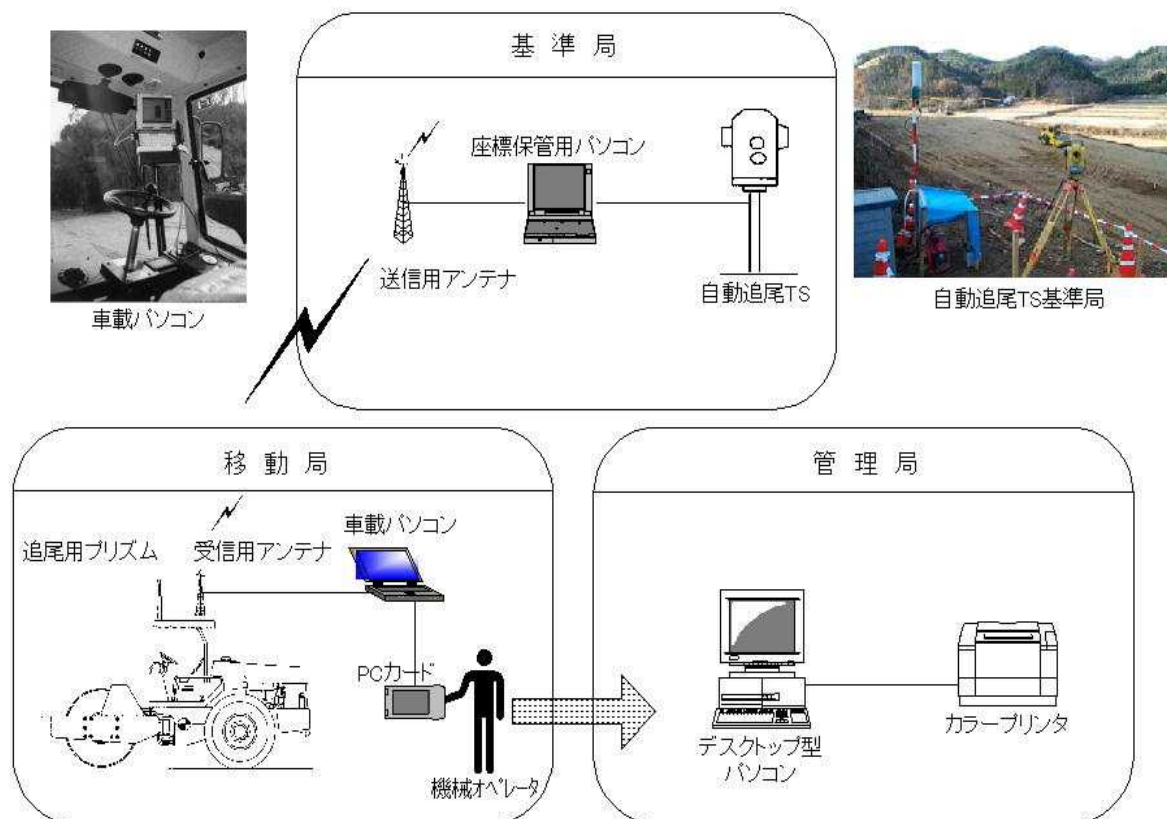 基準局
座標保管用パソコン
送信用アンテナ
自動追尾TS
車載パソコン
自動追尾TS基準局
移動局
車載パソコン
追尾用プリズム
受信用アンテナ
PCカード
機械オペレータ
管理局
デスクトップ型
パソコン
カラープリンタ